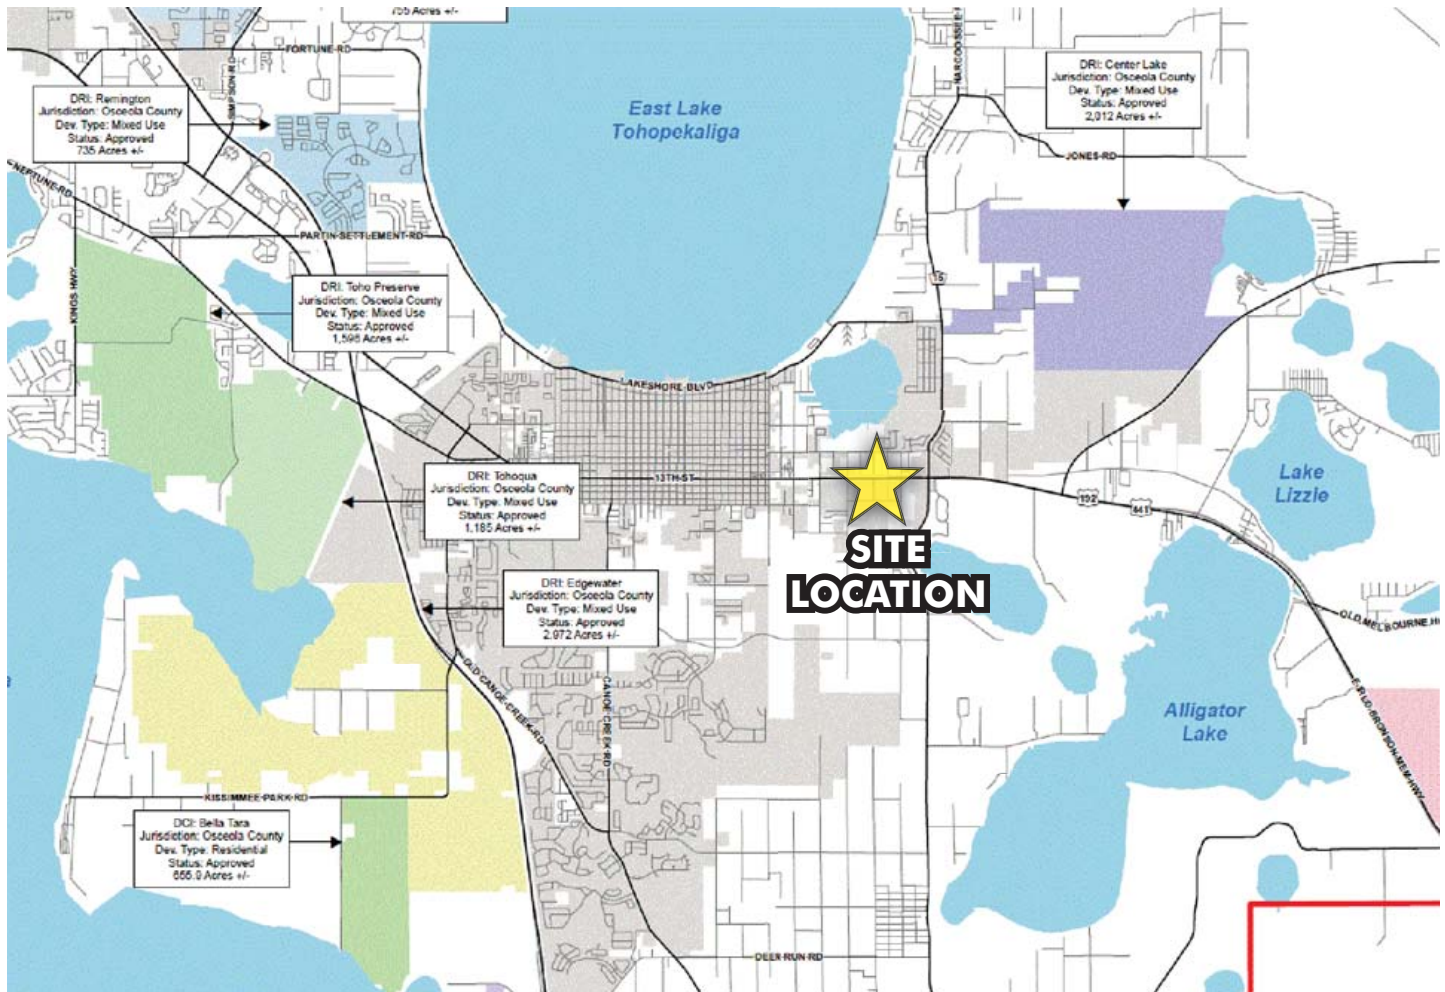 755 Acres +/-
FORTUNE-RD
SIMPSON-RD
NARCOOSSEE-R
DRI: Remington
Jurisdiction: Osceola County
Dev. Type: Mixed Use
Status: Approved
735 Acres +/-
East Lake
Tohopekaliga
DRI: Center Lake
Jurisdiction: Osceola County
Dev. Type: Mixed Use
Status: Approved
2,012 Acres +/-
JONES-RD
NEPTUNE-RD
PARTIN-SETTLEMENT-RD
KINGS-HWY
15
DRI: Toho Preserve
Jurisdiction: Osceola County
Dev. Type: Mixed Use
Status: Approved
1,596 Acres +/-
LAKESHORE-BLVD
DRI: Tohoqua
Jurisdiction: Osceola County
Dev. Type: Mixed Use
Status: Approved
1,185 Acres +/-
13TH-ST
192
441
Lake
Lizzie
SITE
LOCATION
DRI: Edgewater
Jurisdiction: Osceola County
Dev. Type: Mixed Use
Status: Approved
2,972 Acres +/-
OLD-MELBOURNE-H
OLD-CANOE-CREEK-RD
CANOE-CREEK-RD
Alligator
Lake
E-IRLO-BRONSON-MEM-HWY
KISSIMMEE-PARK-RD
DCI: Bella Tara
Jurisdiction: Osceola County
Dev. Type: Residential
Status: Approved
655.9 Acres +/-
DEER-RUN-RD